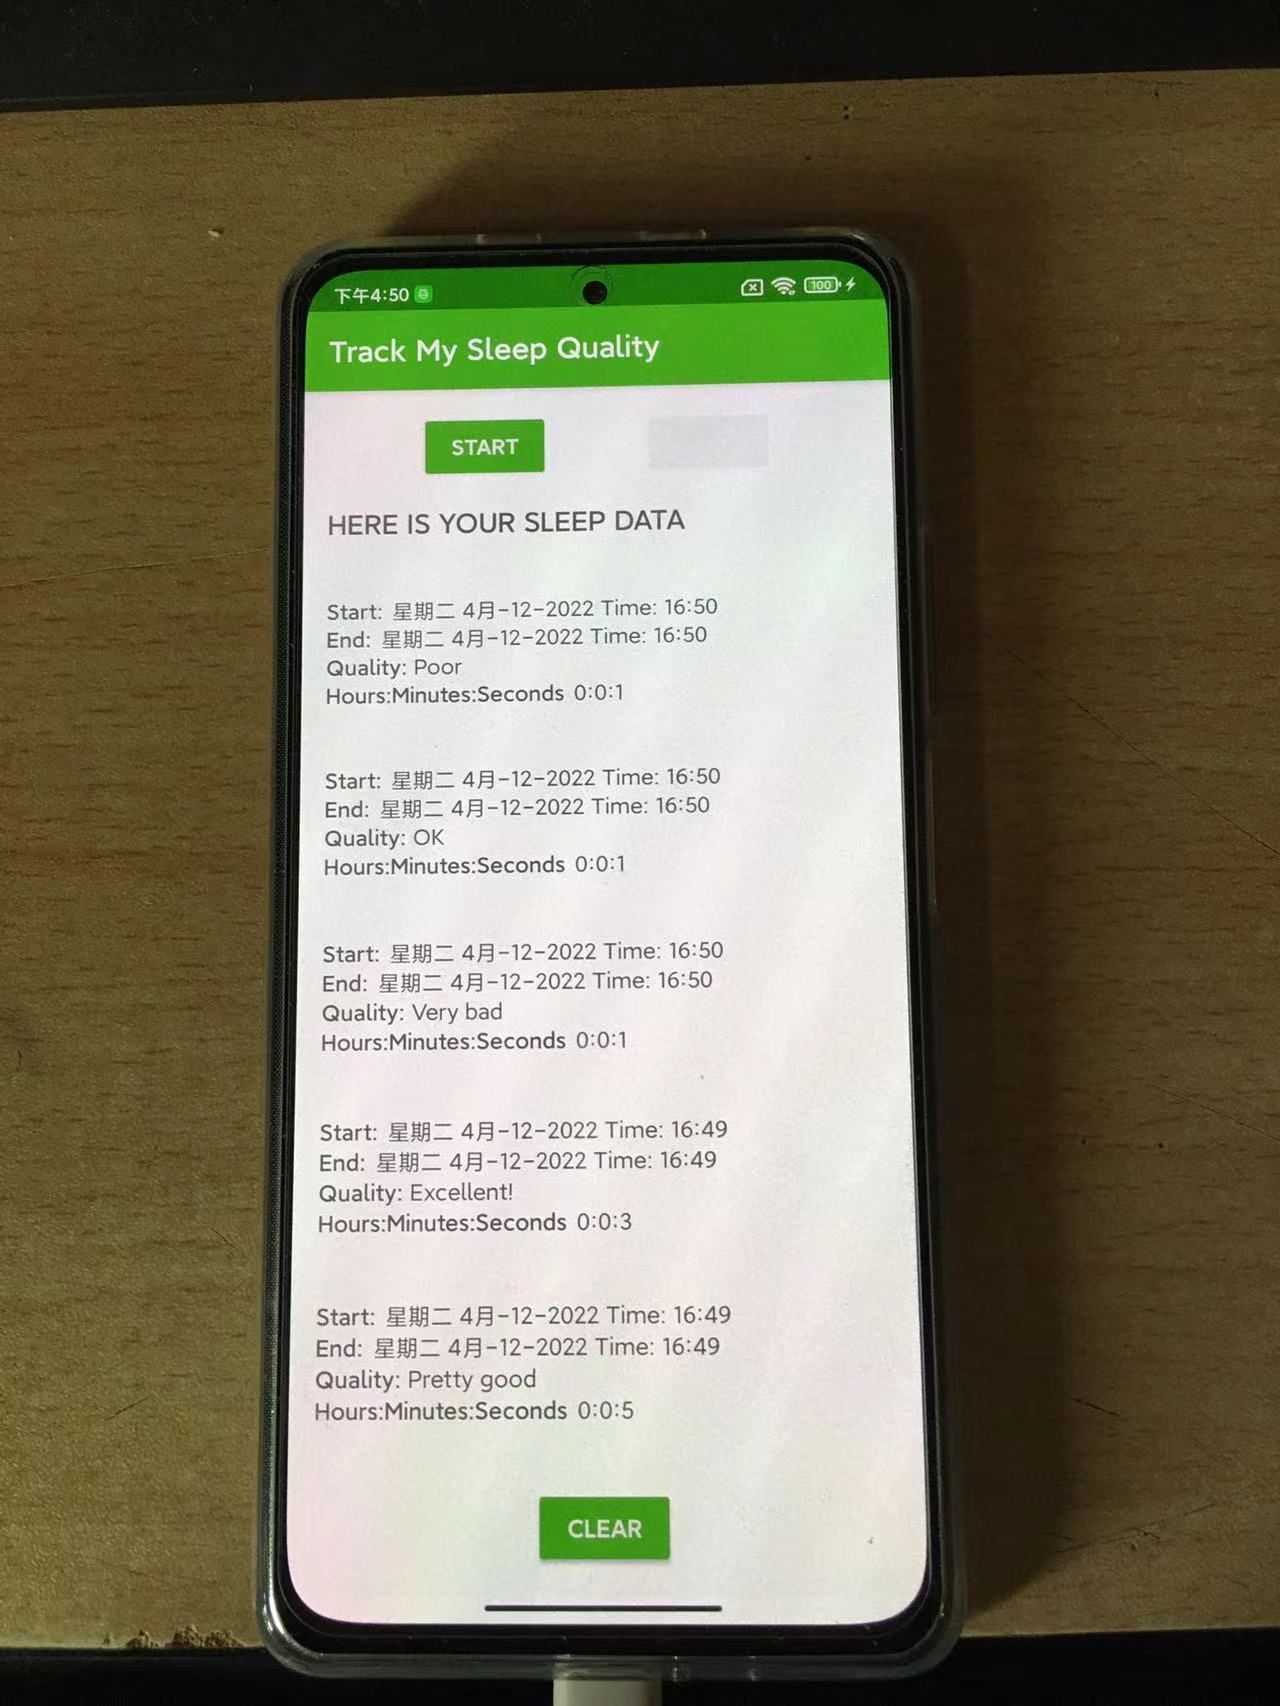 下午4:50
100
Track My Sleep Quality
START
HERE IS YOUR SLEEP DATA
Start: 星期二 4月-12-2022 Time: 16:50
End: 星期二 4月-12-2022 Time: 16:50
Quality: Poor
Hours:Minutes:Seconds 0:0:1
Start: 星期二 4月-12-2022 Time: 16:50
End: 星期二 4月-12-2022 Time: 16:50
Quality: OK
Hours:Minutes:Seconds 0:0:1
Start: 星期二 4月-12-2022 Time: 16:50
End: 星期二 4月-12-2022 Time: 16:50
Quality: Very bad
Hours:Minutes:Seconds 0:0:1
Start: 星期二 4月-12-2022 Time: 16:49
End: 星期二 4月-12-2022 Time: 16:49
Quality: Excellent!
Hours:Minutes:Seconds 0:0:3
Start: 星期二 4月-12-2022 Time: 16:49
End: 星期二 4月-12-2022 Time: 16:49
Quality: Pretty good
Hours:Minutes:Seconds 0:0:5
CLEAR